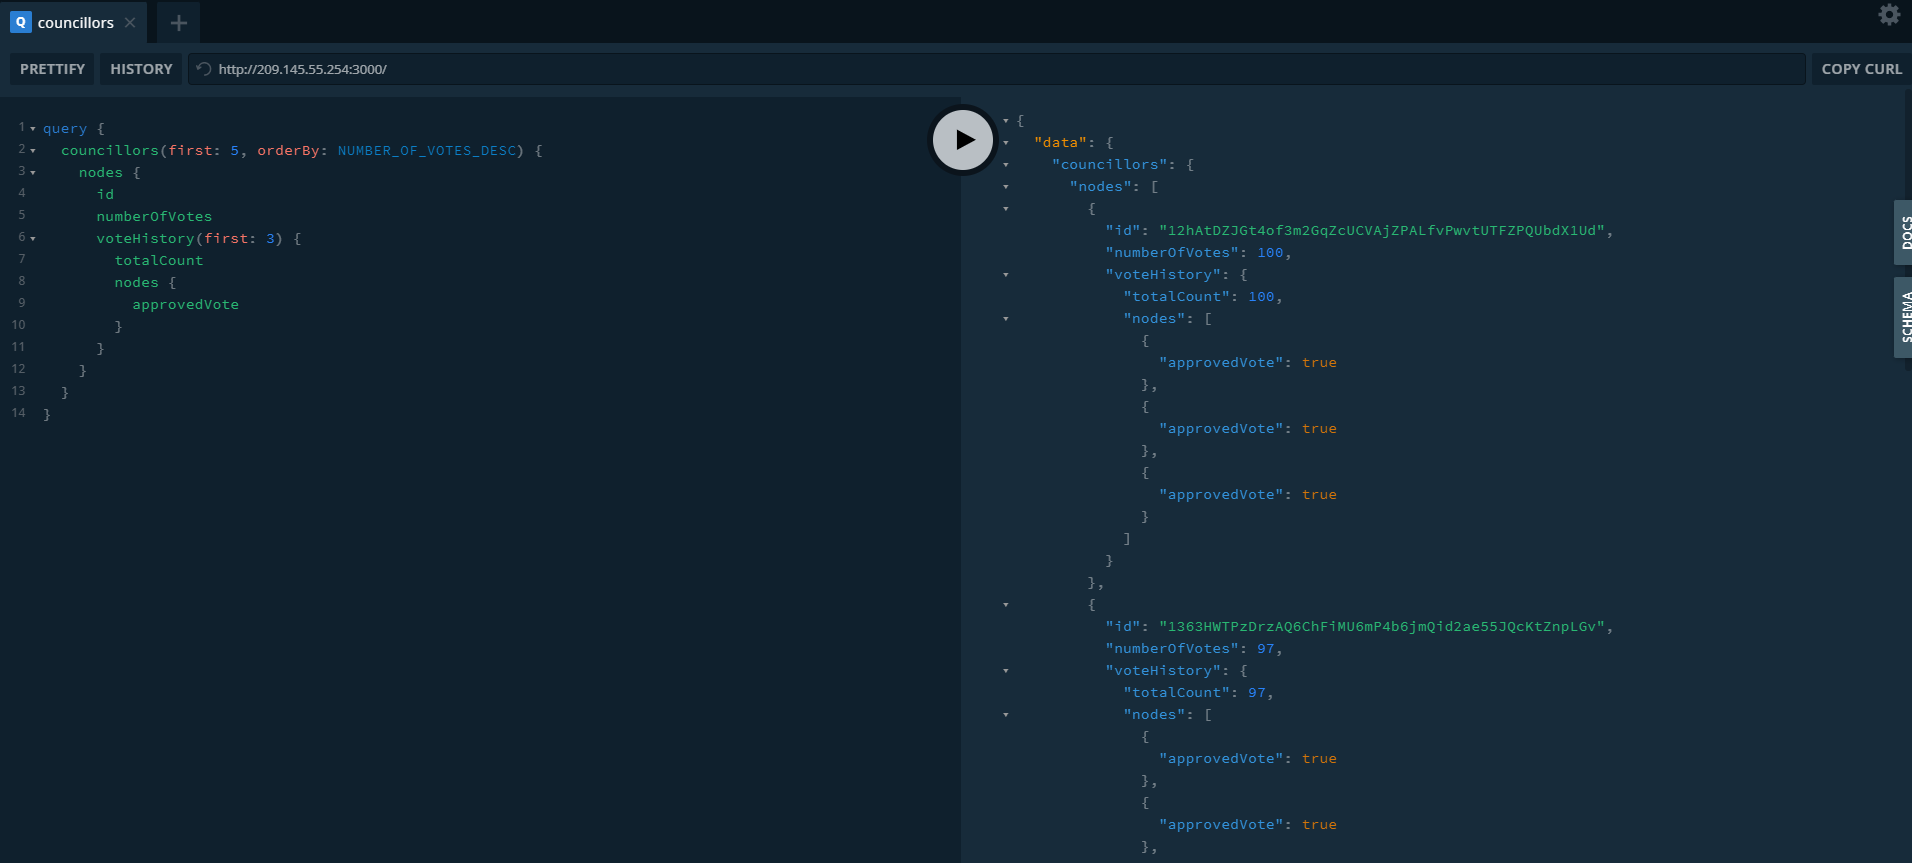 Q councillors ×  +
PRETTIFY HISTORY http://209.145.55.254:3000/ COPY CURL
1 query {
2   councillors(first: 5, orderBy: NUMBER_OF_VOTES_DESC) {
3     nodes {
4       id
5       numberOfVotes
6       voteHistory(first: 3) {
7         totalCount
8         nodes {
9           approvedVote
10         }
11       }
12     }
13   }
14 }
{
  "data": {
    "councillors": {
      "nodes": [
        {
          "id": "12hAtDZJGt4of3m2GqZcUCVAjZPALfvPwvtUTFZPQUbdX1Ud",
          "numberOfVotes": 100,
          "voteHistory": {
            "totalCount": 100,
            "nodes": [
              {
                "approvedVote": true
              },
              {
                "approvedVote": true
              },
              {
                "approvedVote": true
              }
            ]
          }
        },
        {
          "id": "1363HWTPzDrzAQ6ChFiMU6mP4b6jmQid2ae55JQcKtZnpLGv",
          "numberOfVotes": 97,
          "voteHistory": {
            "totalCount": 97,
            "nodes": [
              {
                "approvedVote": true
              },
              {
                "approvedVote": true
              },
DOCS
SCHEMA